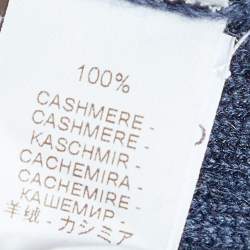 100%
CASHMERE -
CASHMERE -
KASCHMIR -
CACHEMIRA -
CACHEMIRE -
КАШЕМИР -
羊绒 - カシミア